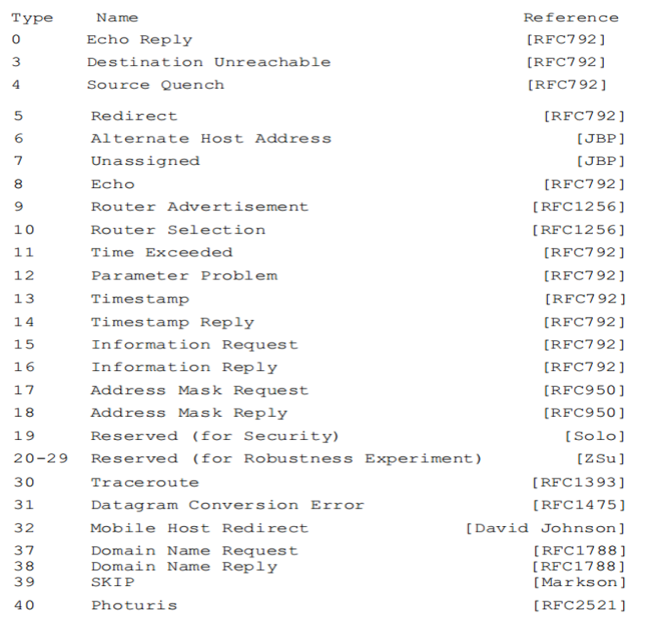 Type Name Reference
0 Echo Reply [RFC792]
3 Destination Unreachable [RFC792]
4 Source Quench [RFC792]
5 Redirect [RFC792]
6 Alternate Host Address [JBP]
7 Unassigned [JBP]
8 Echo [RFC792]
9 Router Advertisement [RFC1256]
10 Router Selection [RFC1256]
11 Time Exceeded [RFC792]
12 Parameter Problem [RFC792]
13 Timestamp [RFC792]
14 Timestamp Reply [RFC792]
15 Information Request [RFC792]
16 Information Reply [RFC792]
17 Address Mask Request [RFC950]
18 Address Mask Reply [RFC950]
19 Reserved (for Security) [Solo]
20-29 Reserved (for Robustness Experiment) [ZSu]
30 Traceroute [RFC1393]
31 Datagram Conversion Error [RFC1475]
32 Mobile Host Redirect [David Johnson]
37 Domain Name Request [RFC1788]
38 Domain Name Reply [RFC1788]
39 SKIP [Markson]
40 Photuris [RFC2521]